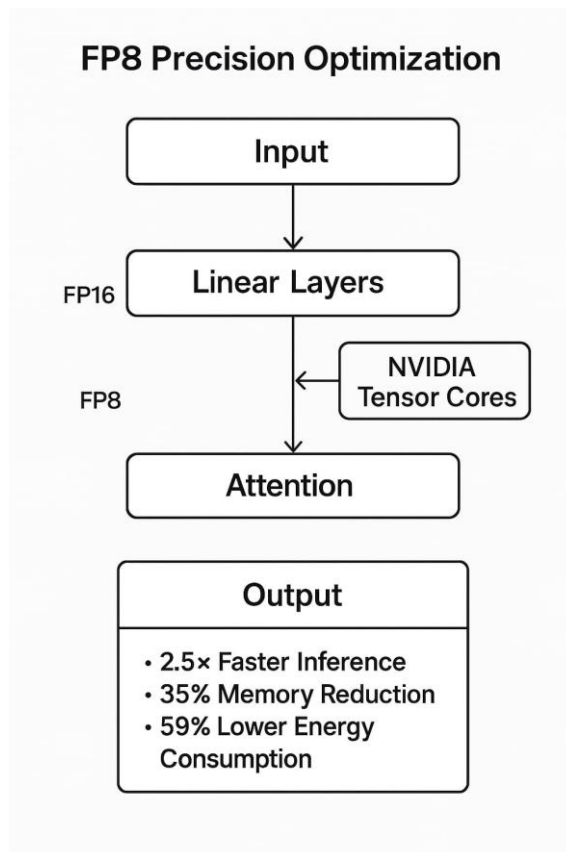 FP8 Precision Optimization
Input
Linear Layers
FP16
NVIDIA
Tensor Cores
FP8
Attention
Output
• 2.5× Faster Inference
• 35% Memory Reduction
• 59% Lower Energy
Consumption